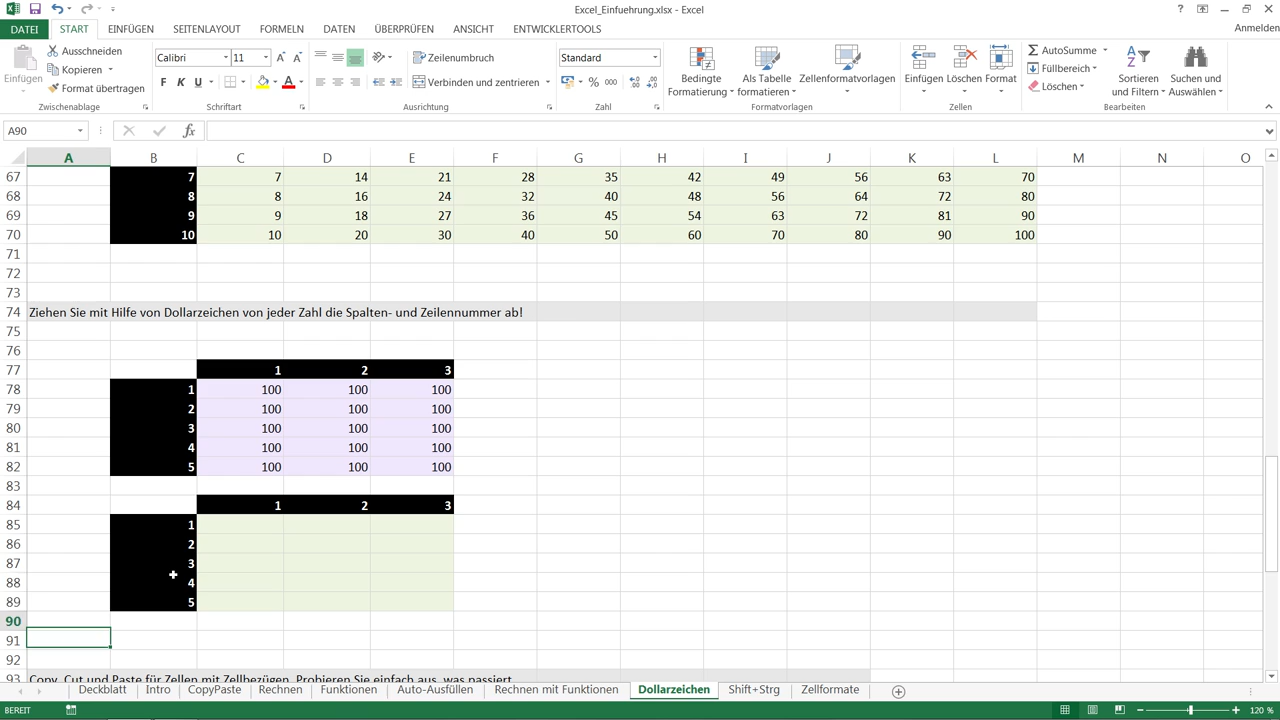 Excel_Einfuehrung.xlsx - Excel
DATEI START EINFÜGEN SEITENLAYOUT FORMELN DATEN ÜBERPRÜFEN ANSICHT ENTWICKLERTOOLS Anmelden
Einfügen Ausschneiden Kopieren Format übertragen Zwischenablage
Calibri 11 F K U Schriftart
Zeilenumbruch Verbinden und zentrieren Ausrichtung
Standard % 000 Zahl
Bedingte Formatierung Als Tabelle formatieren Zellenformatvorlagen Formatvorlagen
Einfügen Löschen Format Zellen
AutoSumme Füllbereich Löschen Sortieren und Filtern Suchen und Auswählen Bearbeiten
A90 fx
A B C D E F G H I J K L M N O
67 7 7 14 21 28 35 42 49 56 63 70
68 8 8 16 24 32 40 48 56 64 72 80
69 9 9 18 27 36 45 54 63 72 81 90
70 10 10 20 30 40 50 60 70 80 90 100
71
72
73
74 Ziehen Sie mit Hilfe von Dollarzeichen von jeder Zahl die Spalten- und Zeilennummer ab!
75
76
77 1 2 3
78 1 100 100 100
79 2 100 100 100
80 3 100 100 100
81 4 100 100 100
82 5 100 100 100
83
84 1 2 3
85 1
86 2
87 3
88 4
89 5
90
91
92
93 Copy, Cut und Paste für Zellen mit Zellbezügen. Probieren Sie einfach aus, was passiert
Deckblatt Intro CopyPaste Rechnen Funktionen Auto-Ausfüllen Rechnen mit Funktionen Dollarzeichen Shift+Strg Zellformate
BEREIT 120 %